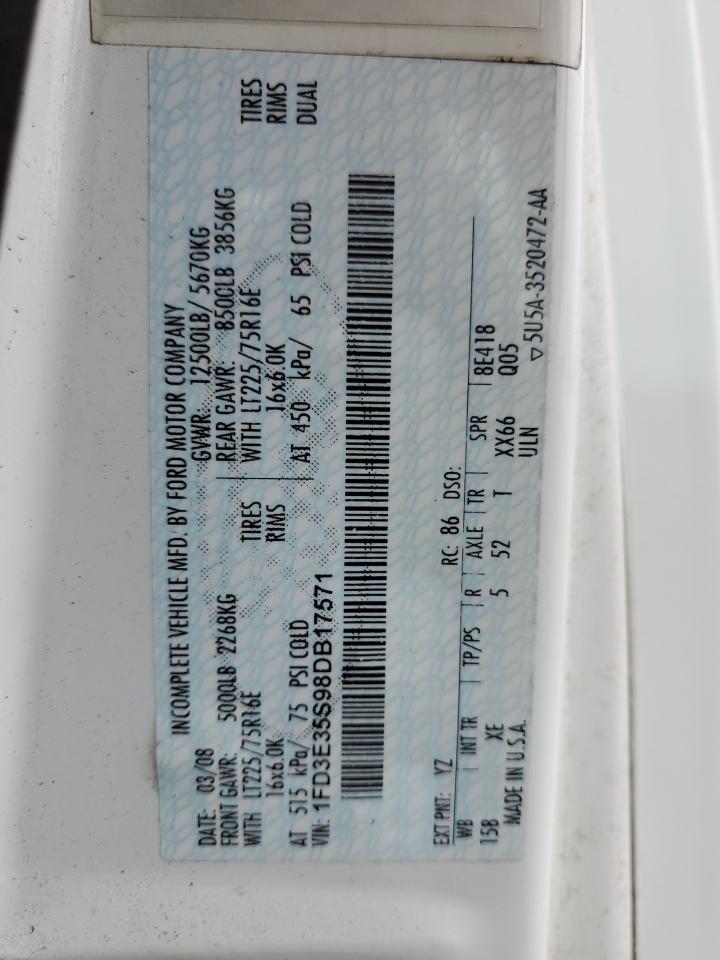 INCOMPLETE VEHICLE MFD. BY FORD MOTOR COMPANY
DATE: 03/08 GVWR: 12500LB/ 5670KG
FRONT GAWR: 5000LB 2268KG REAR GAWR: 8500LB 3856KG
WITH LT225/75R16E TIRES WITH LT225/75R16E TIRES
16x6.0K RIMS 16x6.0K RIMS
AT 515 kPa/ 75 PSI COLD AT 450 kPa/ 65 PSI COLD DUAL
VIN: 1FD3E35S98DB17571
EXT PNT: YZ RC: 86 DSO:
WB INT TR TP/PS R AXLE TR SPR
158 XE 5 52 T XX66 8E418
MADE IN U.S.A. ULN Q05
▽5U5A-3520472-AA